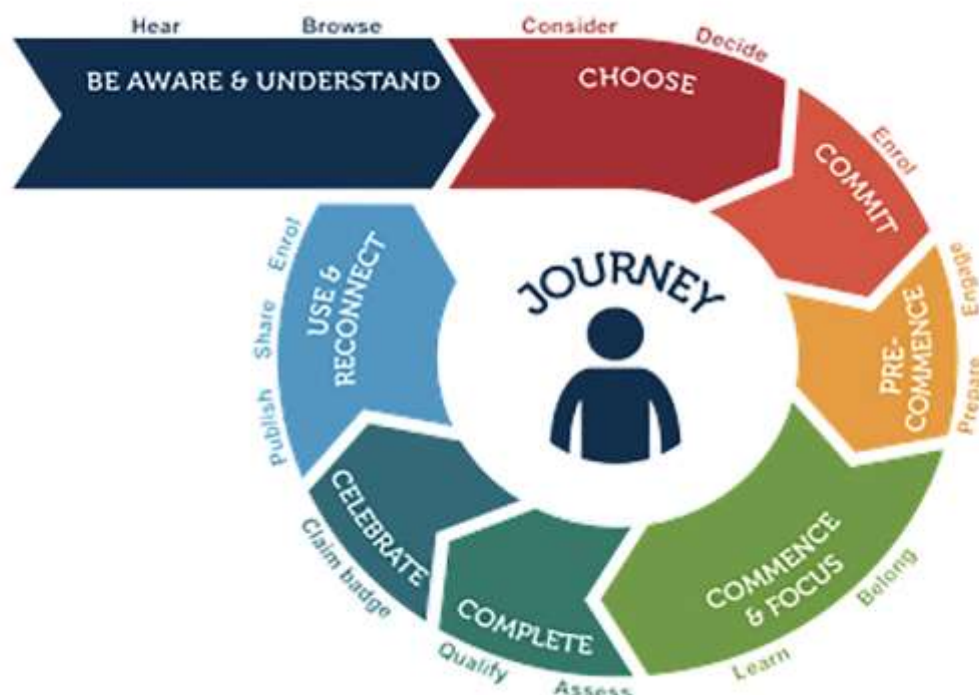 Hear
Browse
BE AWARE & UNDERSTAND
Consider
Decide
CHOOSE
Enrol
COMMIT
Engage
Prepare
PRE-
COMMENCE
Belong
Learn
COMMENCE
& FOCUS
Assess
Qualify
COMPLETE
Claim badge
CELEBRATE
Publish
Share
Enrol
USE &
RECONNECT
JOURNEY